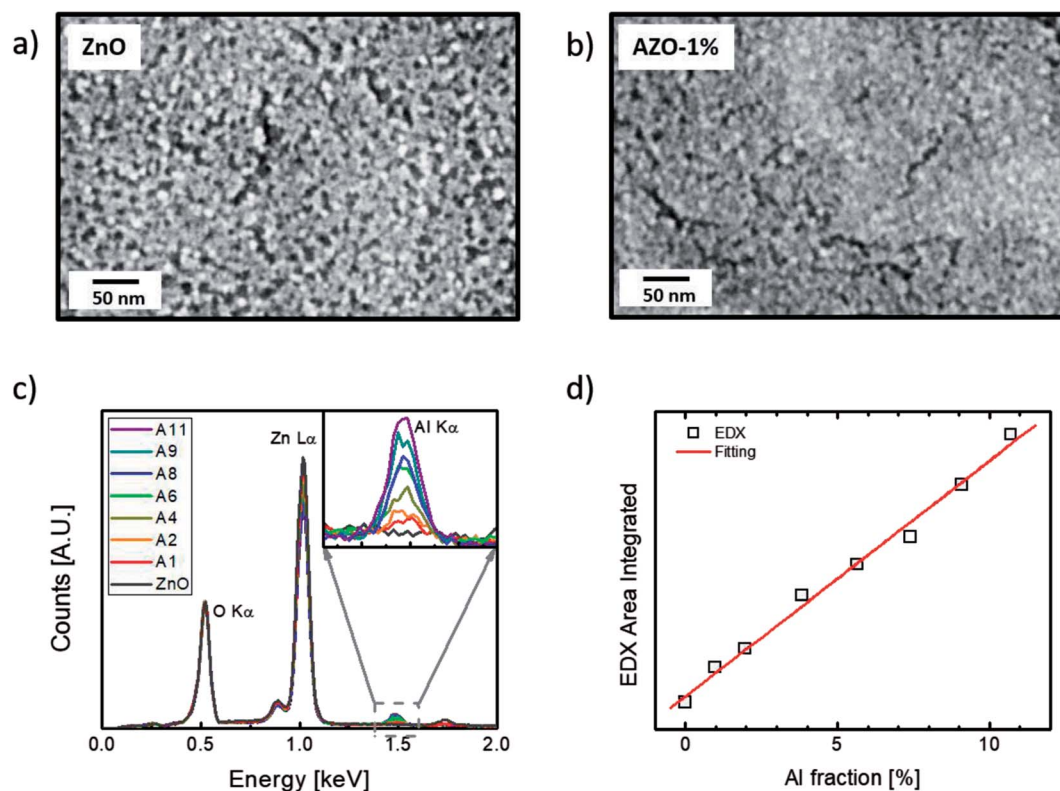 a)
ZnO
50 nm
b)
AZO-1%
50 nm
c)
A11
A9
A8
A6
A4
A2
A1
ZnO
O Kα
Zn Lα
Al Kα
Counts [A.U.]
0.0 0.5 1.0 1.5 2.0
Energy [keV]
d)
EDX
Fitting
EDX Area Integrated
0 5 10
Al fraction [%]